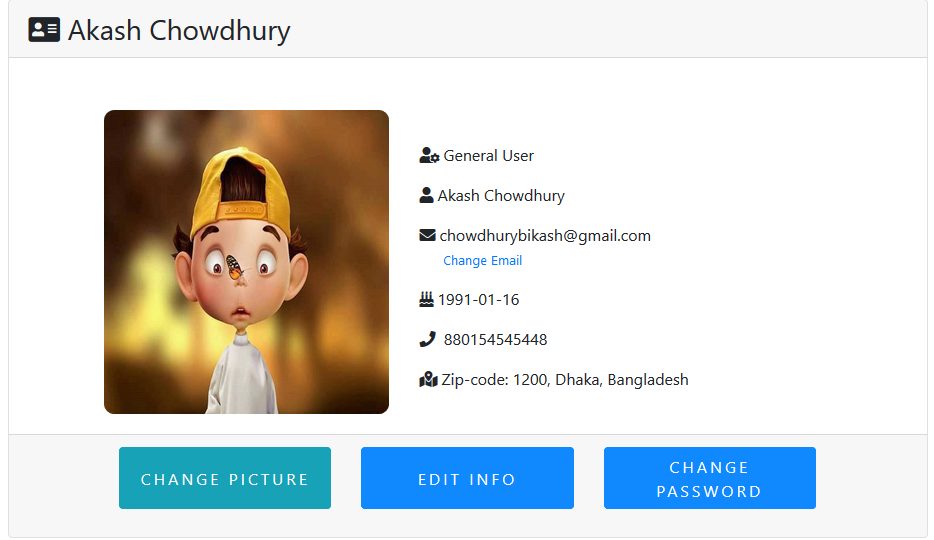 Akash Chowdhury
General User
Akash Chowdhury
chowdhurybikash@gmail.com
Change Email
1991-01-16
880154545448
Zip-code: 1200, Dhaka, Bangladesh
CHANGE PICTURE
EDIT INFO
CHANGE
PASSWORD